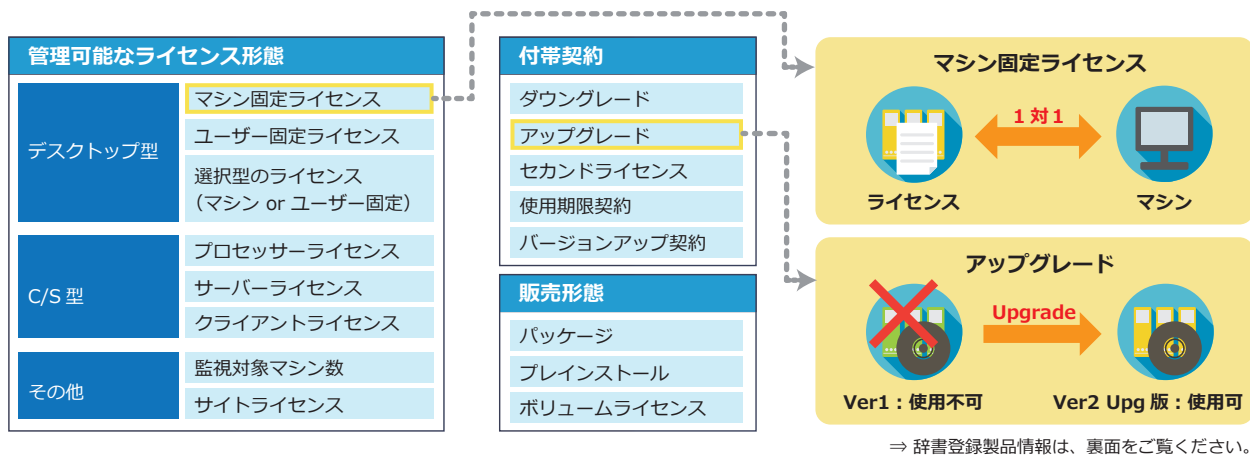 管理可能なライセンス形態
デスクトップ型
マシン固定ライセンス
ユーザー固定ライセンス
選択型のライセンス
（マシン or ユーザー固定）
C/S 型
プロセッサーライセンス
サーバーライセンス
クライアントライセンス
その他
監視対象マシン数
サイトライセンス
付帯契約
ダウングレード
アップグレード
セカンドライセンス
使用期限契約
バージョンアップ契約
販売形態
パッケージ
プレインストール
ボリュームライセンス
マシン固定ライセンス
1 対 1
ライセンス
マシン
アップグレード
Upgrade
Ver1：使用不可
Ver2 Upg 版：使用可
⇒ 辞書登録製品情報は、裏面をご覧ください。